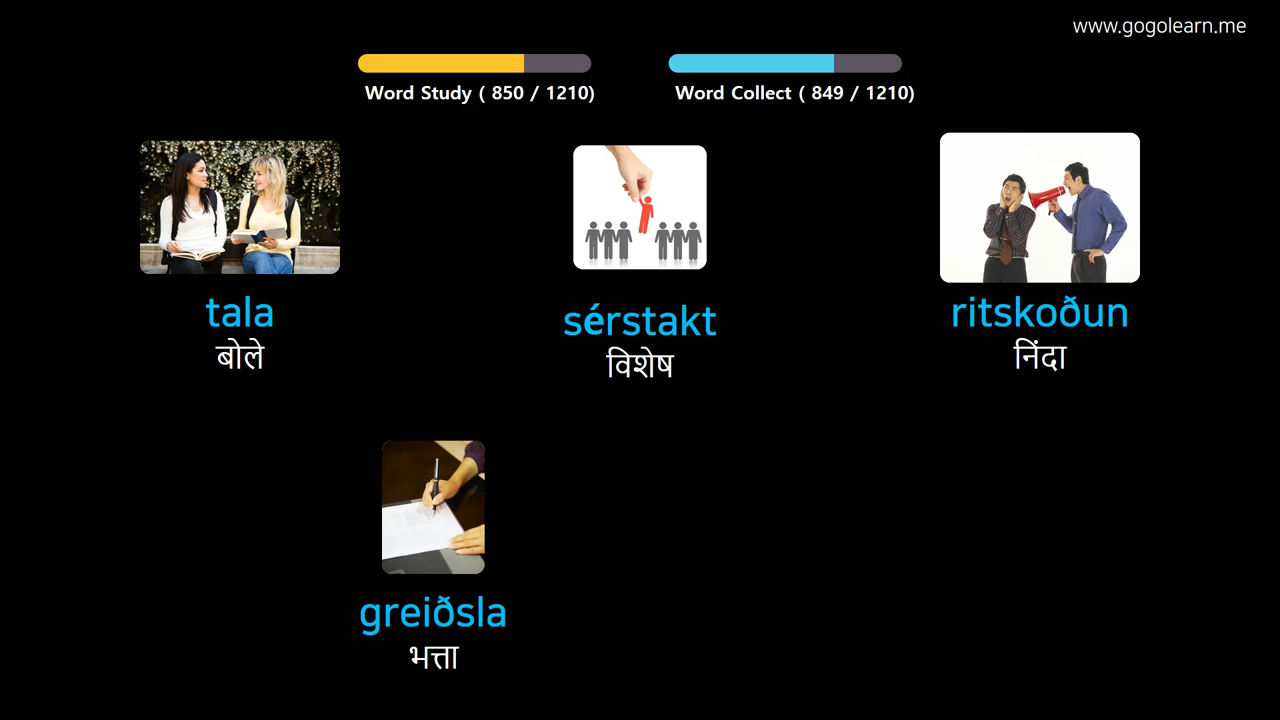 www.gogolearn.me
Word Study ( 850 / 1210)
Word Collect ( 849 / 1210)
tala
बोले
sérstakt
विशेष
ritskoðun
निंदा
greiðsla
भत्ता